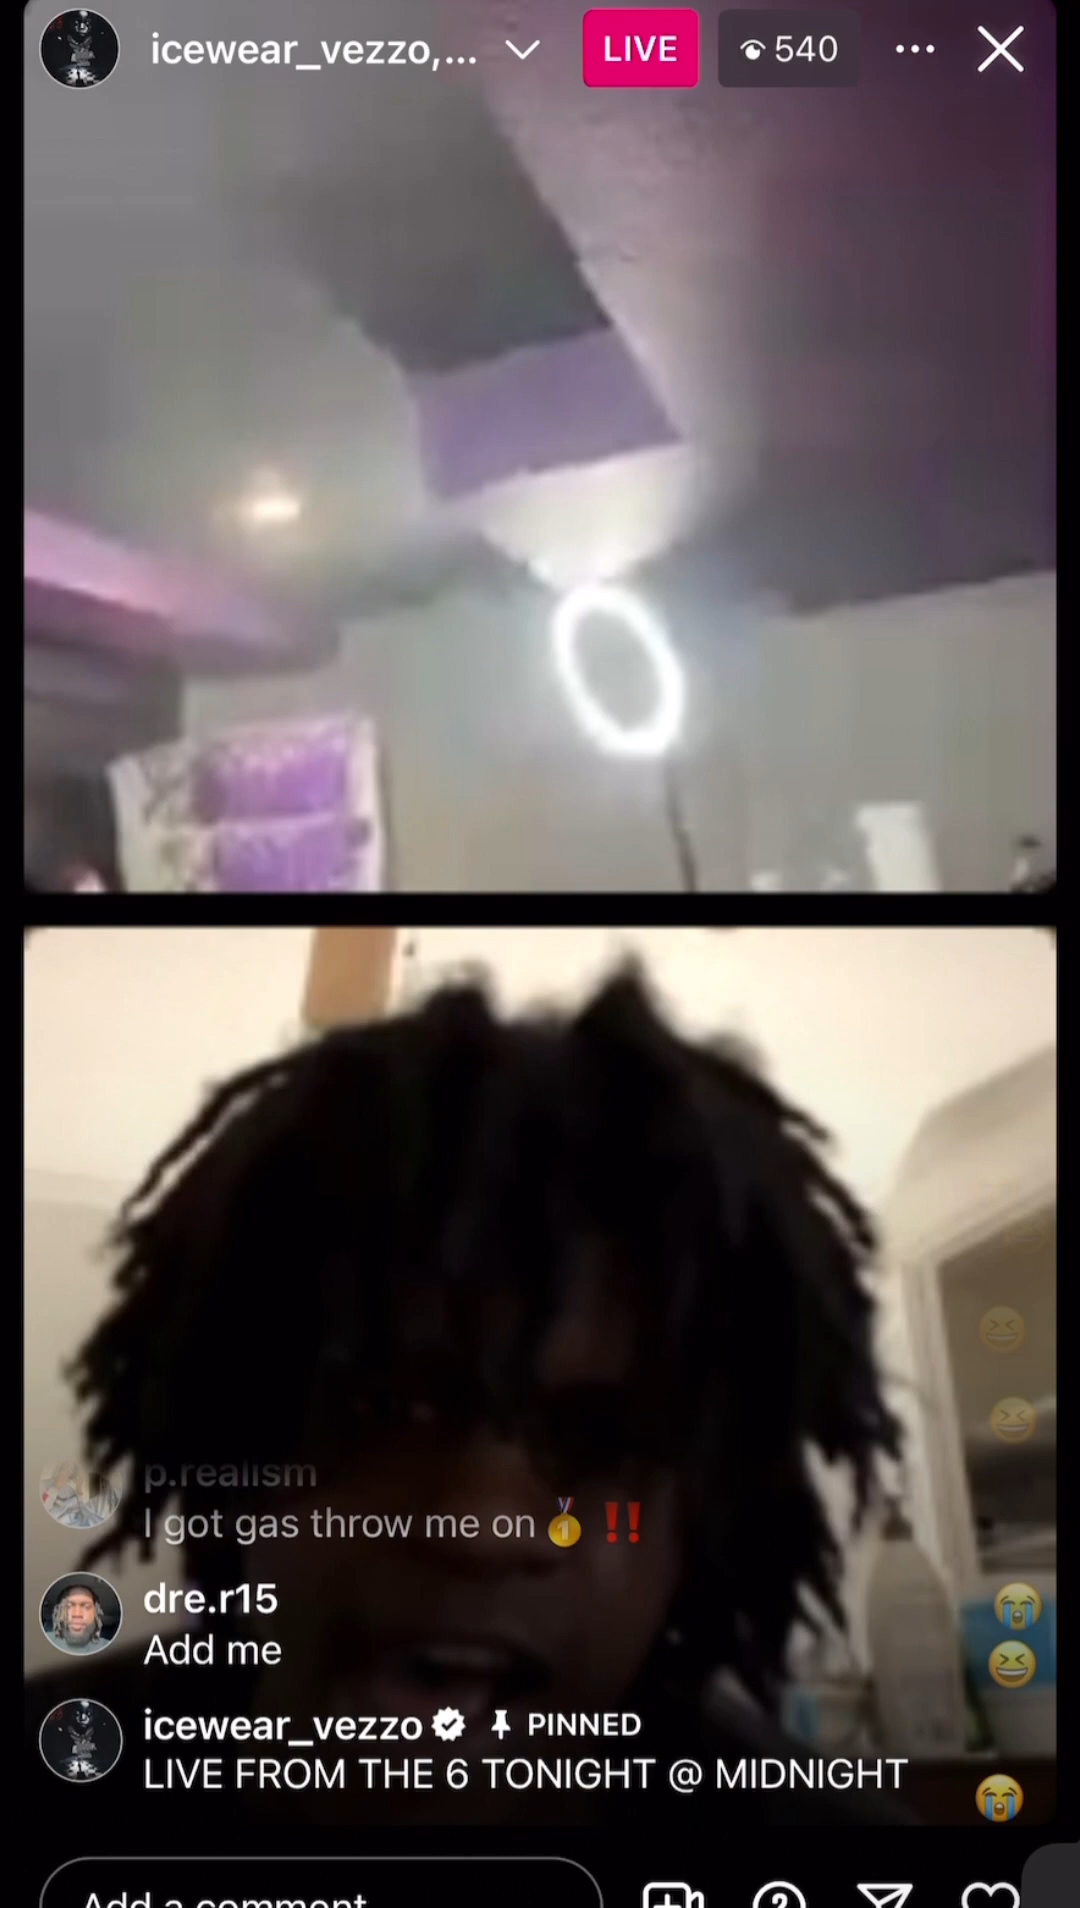 icewear_vezzo,...
LIVE
540
p.realism
I got gas throw me on🥇‼️
dre.r15
Add me
icewear_vezzo PINNED
LIVE FROM THE 6 TONIGHT @ MIDNIGHT
Add a comment